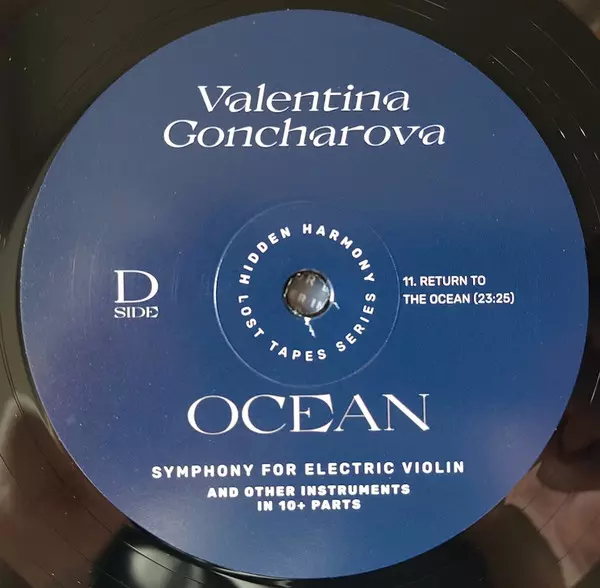 Valentina
Goncharova
HIDDEN HARMONY
LOST TAPES SERIES
D
SIDE
11. RETURN TO
THE OCEAN (23:25)
OCEAN
SYMPHONY FOR ELECTRIC VIOLIN
AND OTHER INSTRUMENTS
IN 10+ PARTS